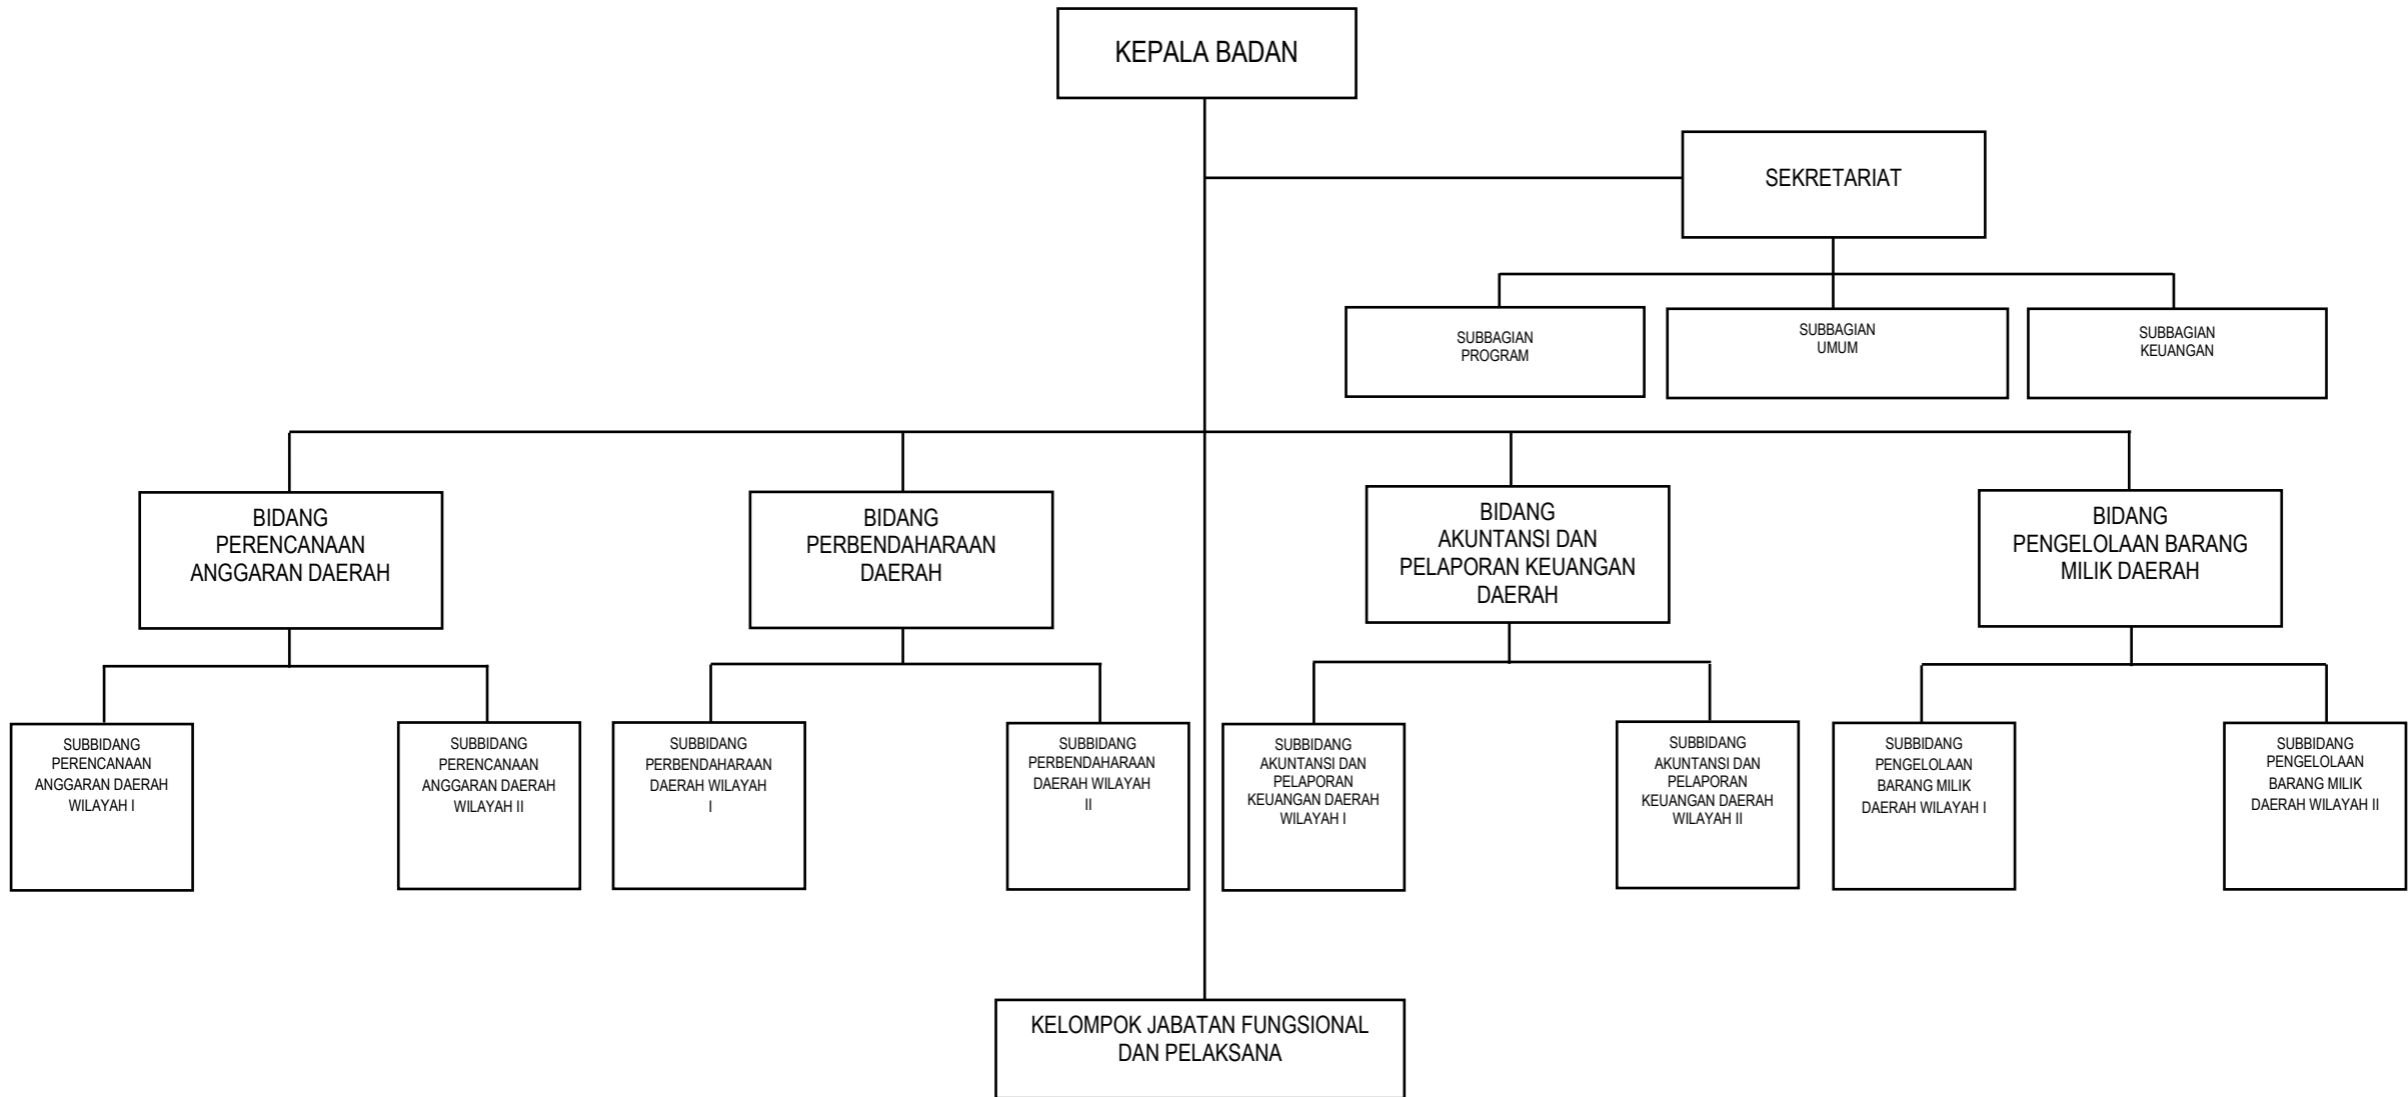 KEPALA BADAN
SEKRETARIAT
SUBBAGIAN
PROGRAM
SUBBAGIAN
UMUM
SUBBAGIAN
KEUANGAN
BIDANG
PERENCANAAN
ANGGARAN DAERAH
BIDANG
PERBENDAHARAAN
DAERAH
BIDANG
AKUNTANSI DAN
PELAPORAN KEUANGAN
DAERAH
BIDANG
PENGELOLAAN BARANG
MILIK DAERAH
SUBBIDANG
PERENCANAAN
ANGGARAN DAERAH
WILAYAH I
SUBBIDANG
PERENCANAAN
ANGGARAN DAERAH
WILAYAH II
SUBBIDANG
PERBENDAHARAAN
DAERAH WILAYAH
I
SUBBIDANG
PERBENDAHARAAN
DAERAH WILAYAH
II
SUBBIDANG
AKUNTANSI DAN
PELAPORAN
KEUANGAN DAERAH
WILAYAH I
SUBBIDANG
AKUNTANSI DAN
PELAPORAN
KEUANGAN DAERAH
WILAYAH II
SUBBIDANG
PENGELOLAAN
BARANG MILIK
DAERAH WILAYAH I
SUBBIDANG
PENGELOLAAN
BARANG MILIK
DAERAH WILAYAH II
KELOMPOK JABATAN FUNGSIONAL
DAN PELAKSANA